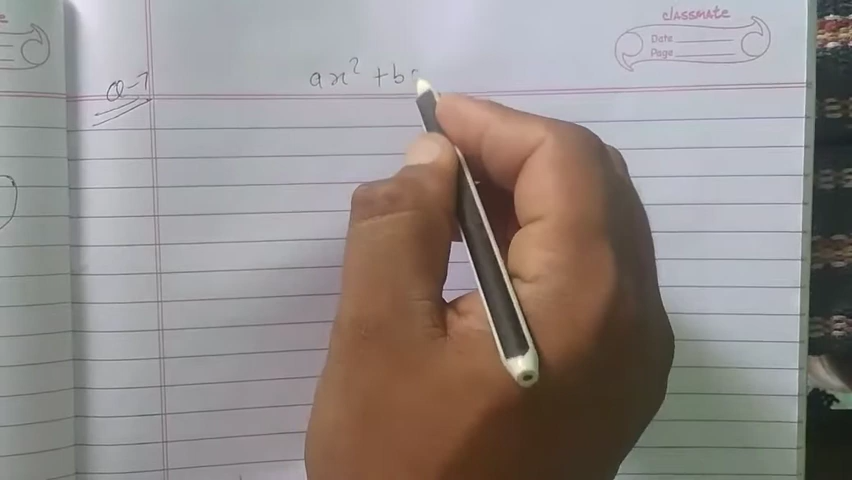 classmate
Date
Page
Q-7
ax² + b